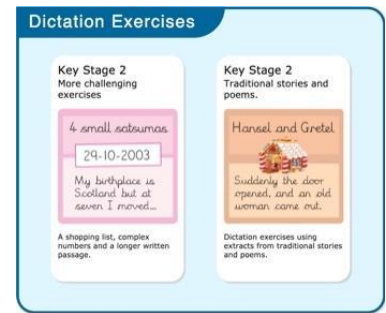 Dictation Exercises
Key Stage 2
More challenging
exercises
4 small satsumas
29-10-2003
My birthplace is
Scotland but at
seven I moved...
A shopping list, complex
numbers and a longer written
passage.
Key Stage 2
Traditional stories and
poems.
Hansel and Gretel
Suddenly the door
opened, and an old
woman came out.
Dictation exercises using
extracts from traditional stories
and poems.